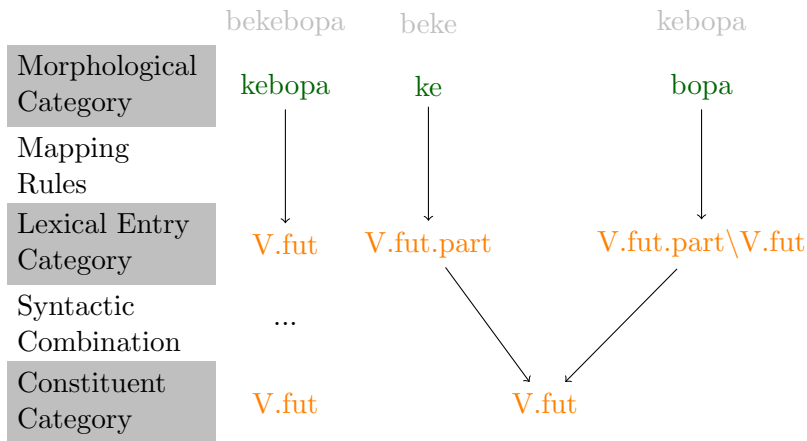 bekebopa beke kebopa
Morphological
Category
kebopa ke bopa
Mapping
Rules
Lexical Entry
Category
V.fut V.fut.part V.fut.part\V.fut
Syntactic
Combination
...
Constituent
Category
V.fut V.fut